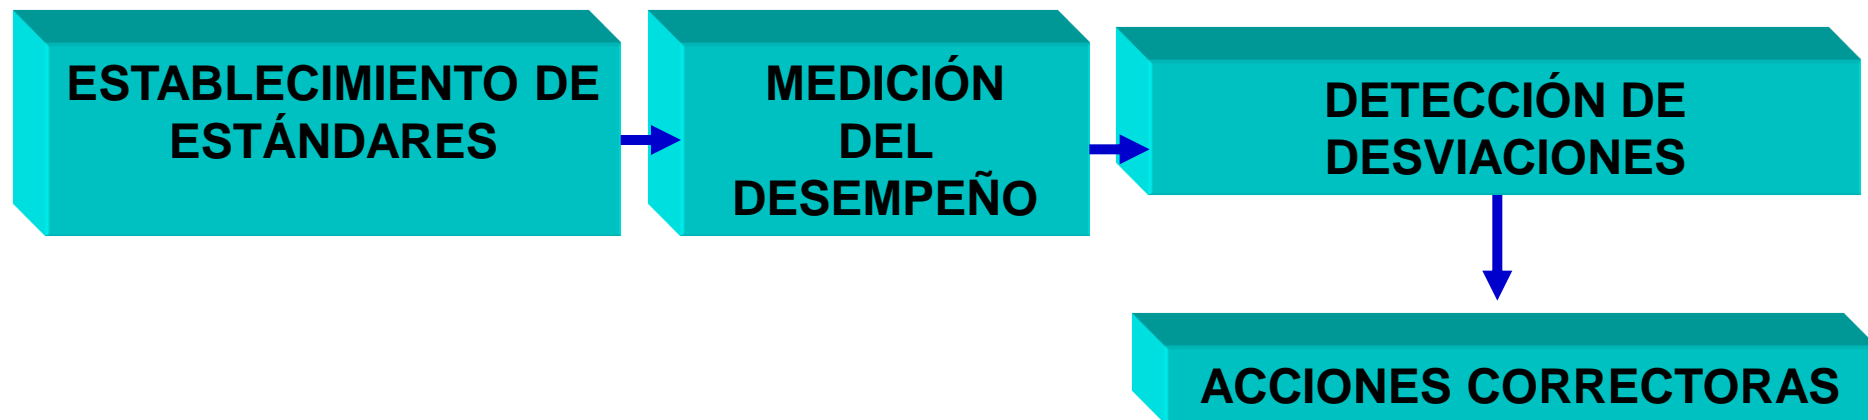 ESTABLECIMIENTO DE
ESTÁNDARES
MEDICIÓN
DEL
DESEMPEÑO
DETECCIÓN DE
DESVIACIONES
ACCIONES CORRECTORAS